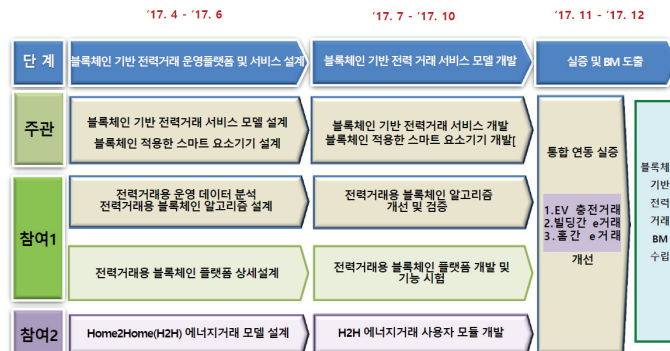 '17. 4 - '17. 6
'17. 7 - '17. 10
'17. 11 - '17. 12
단 계
블록체인 기반 전력거래 운영플랫폼 및 서비스 설계
블록체인 기반 전력 거래 서비스 모델 개발
실증 및 BM 도출
주관
블록체인 기반 전력거래 서비스 모델 설계
블록체인 적용한 스마트 요소기기 설계
블록체인 기반 전력거래 서비스 개발
블록체인 적용한 스마트 요소기기 개발[
참여1
전력거래용 운영 데이터 분석
전력거래용 블록체인 알고리즘 설계
전력거래용 블록체인 알고리즘
개선 및 검증
전력거래용 블록체인 플랫폼 상세설계
전력거래용 블록체인 플랫폼 개발 및
기능 시험
참여2
Home2Home(H2H) 에너지거래 모델 설계
H2H 에너지거래 사용자 모듈 개발
통합 연동 실증
1.EV 충전거래
2.빌딩간 e거래
3.홈간 e거래
개선
블록체
기반
전력
거래
BM
수립